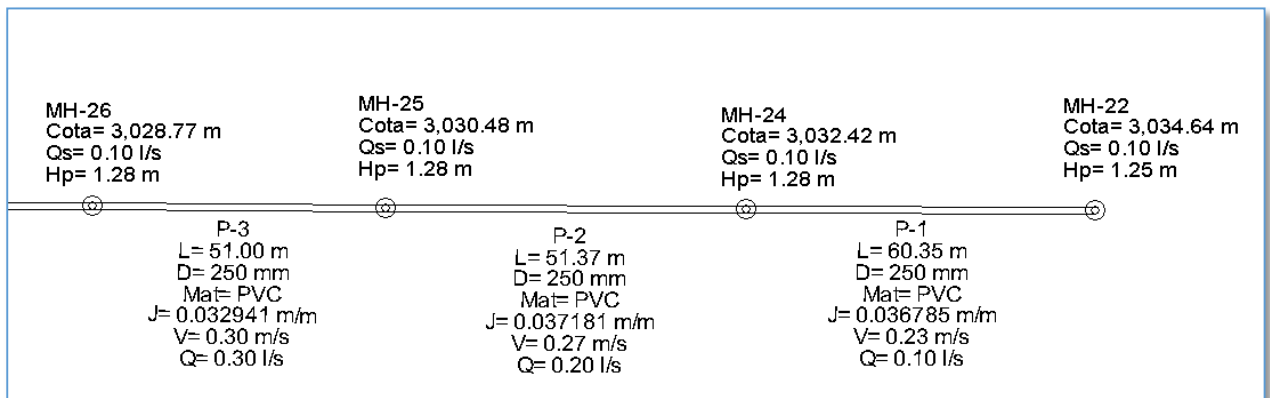 MH-26
Cota= 3,028.77 m
Qs= 0.10 l/s
Hp= 1.28 m
MH-25
Cota= 3,030.48 m
Qs= 0.10 l/s
Hp= 1.28 m
MH-24
Cota= 3,032.42 m
Qs= 0.10 l/s
Hp= 1.28 m
MH-22
Cota= 3,034.64 m
Qs= 0.10 l/s
Hp= 1.25 m
P-3
L= 51.00 m
D= 250 mm
Mat= PVC
J= 0.032941 m/m
V= 0.30 m/s
Q= 0.30 l/s
P-2
L= 51.37 m
D= 250 mm
Mat= PVC
J= 0.037181 m/m
V= 0.27 m/s
Q= 0.20 l/s
P-1
L= 60.35 m
D= 250 mm
Mat= PVC
J= 0.036785 m/m
V= 0.23 m/s
Q= 0.10 l/s